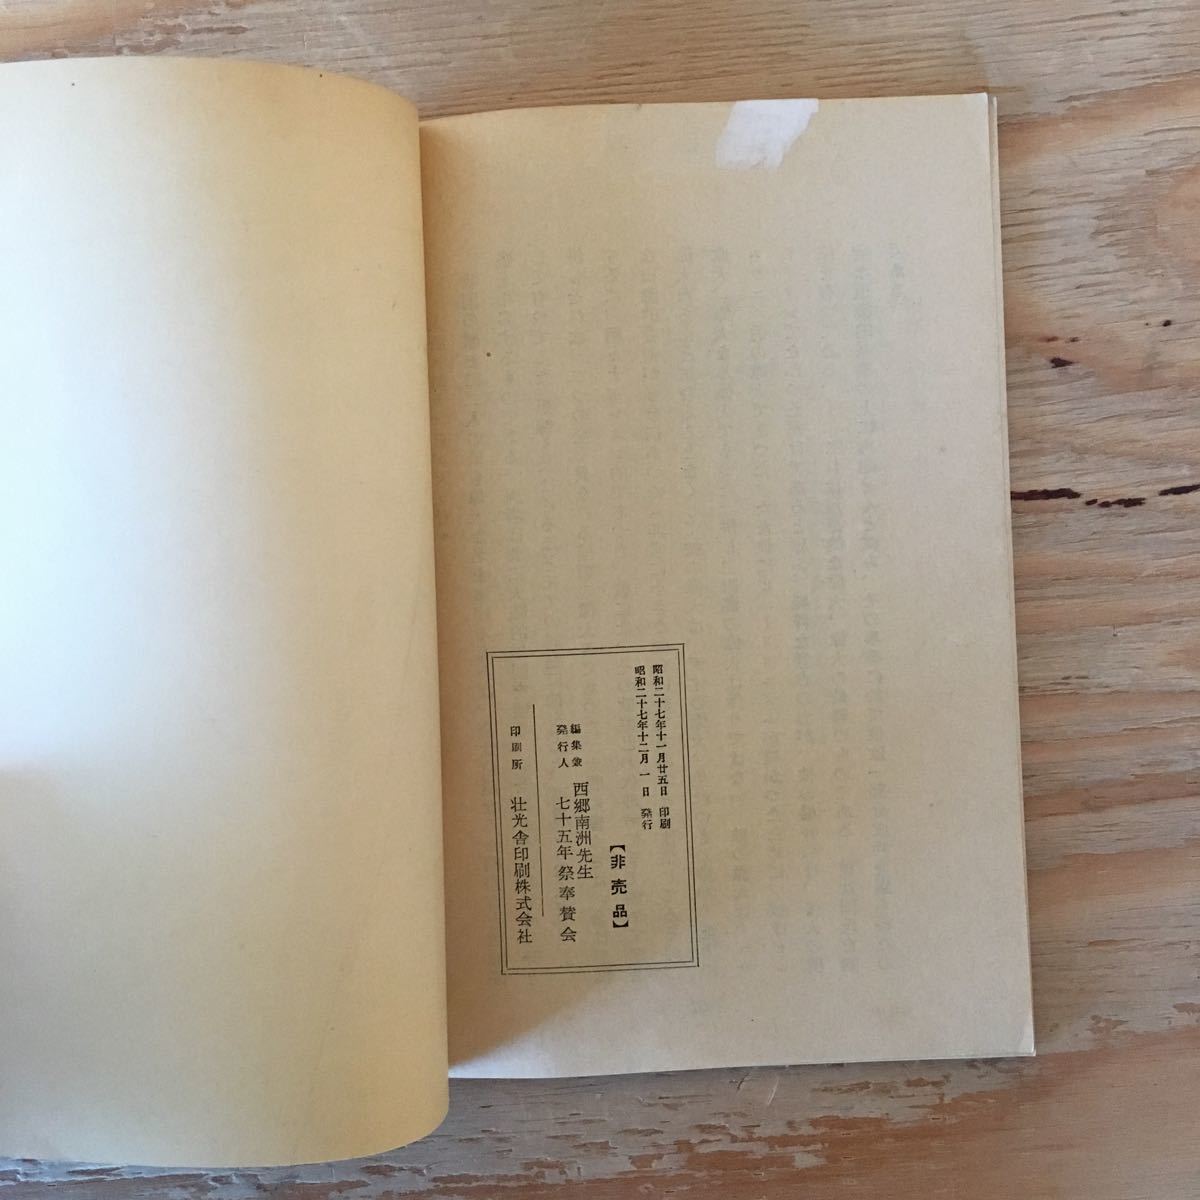 昭和二十七年十一月廿五日 印刷
昭和二十七年十二月 一日 発行
【非売品】
編集兼
発行人
西郷南洲先生
七十五年祭奉賛会
印刷所 壮光舎印刷株式会社